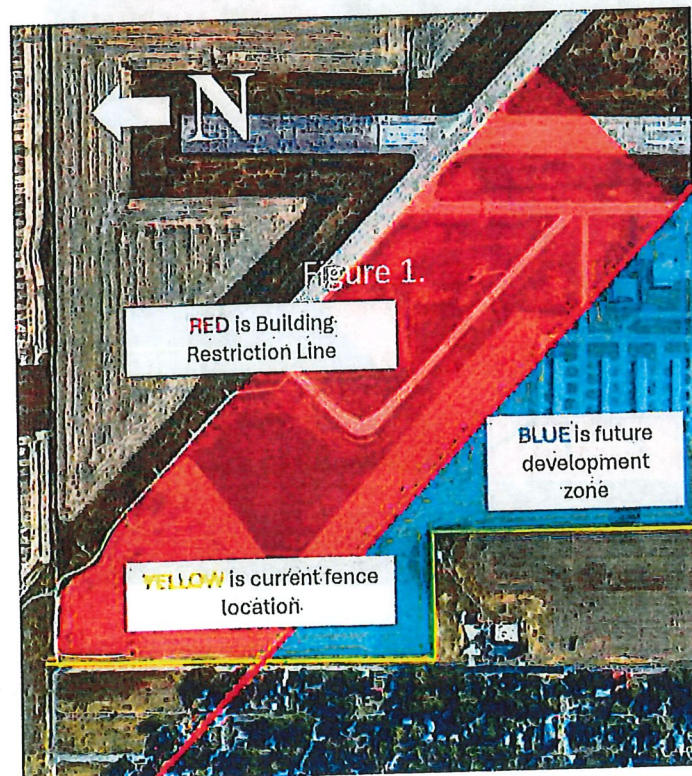 N
Figure 1.
RED is Building
Restriction Line
BLUE is future
development
zone
YELLOW is current fence
location